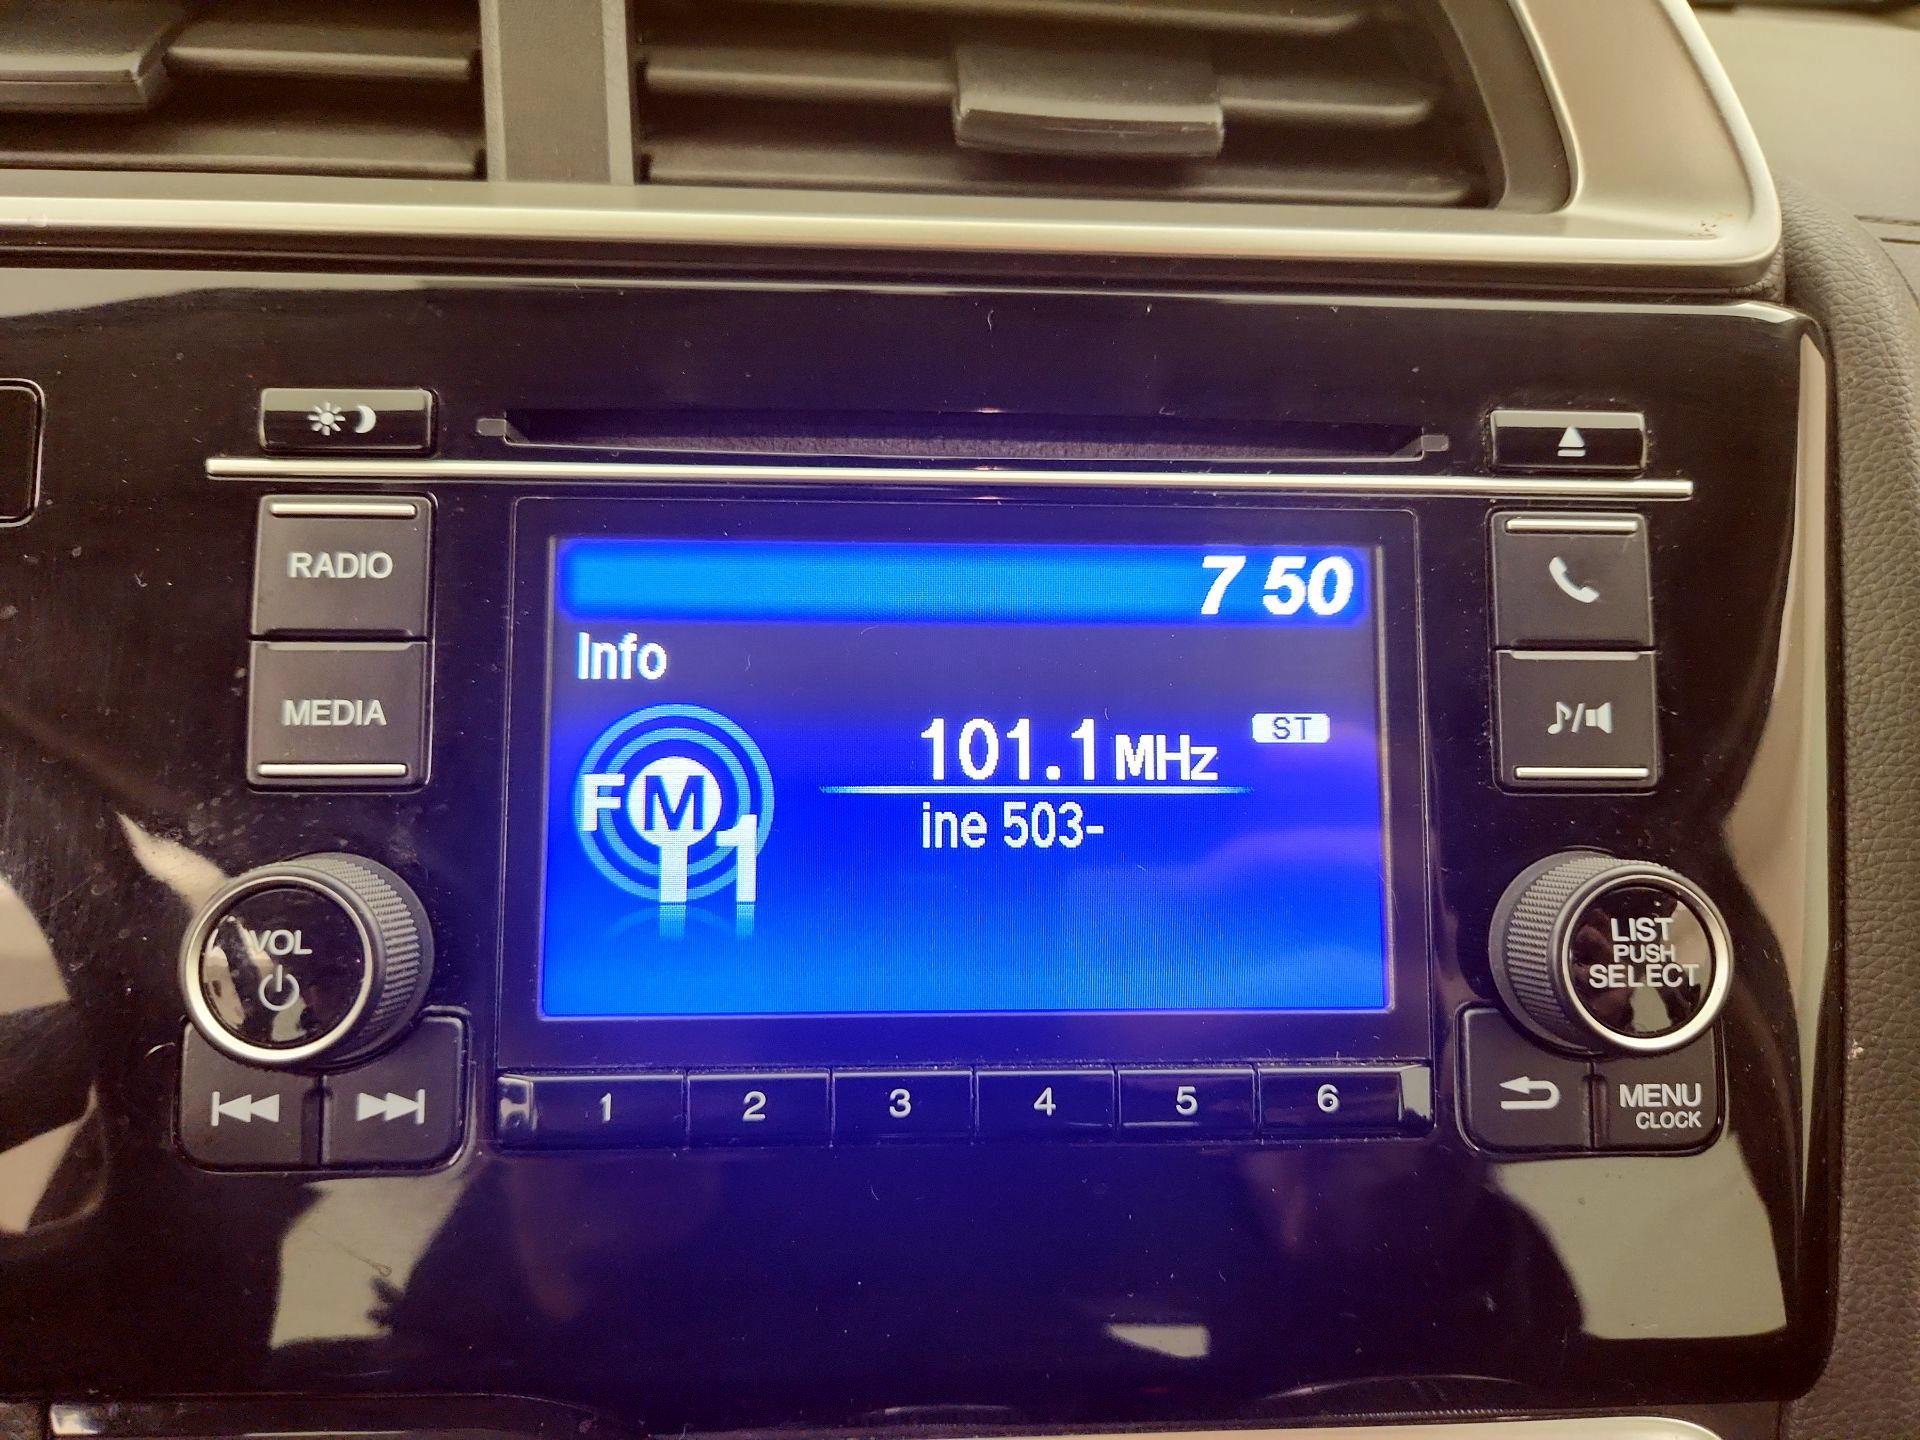 7 50
RADIO
Info
MEDIA
101.1 MHz
ST
FM
1
ine 503-
VOL
LIST
PUSH
SELECT
1 2 3 4 5 6
MENU
CLOCK